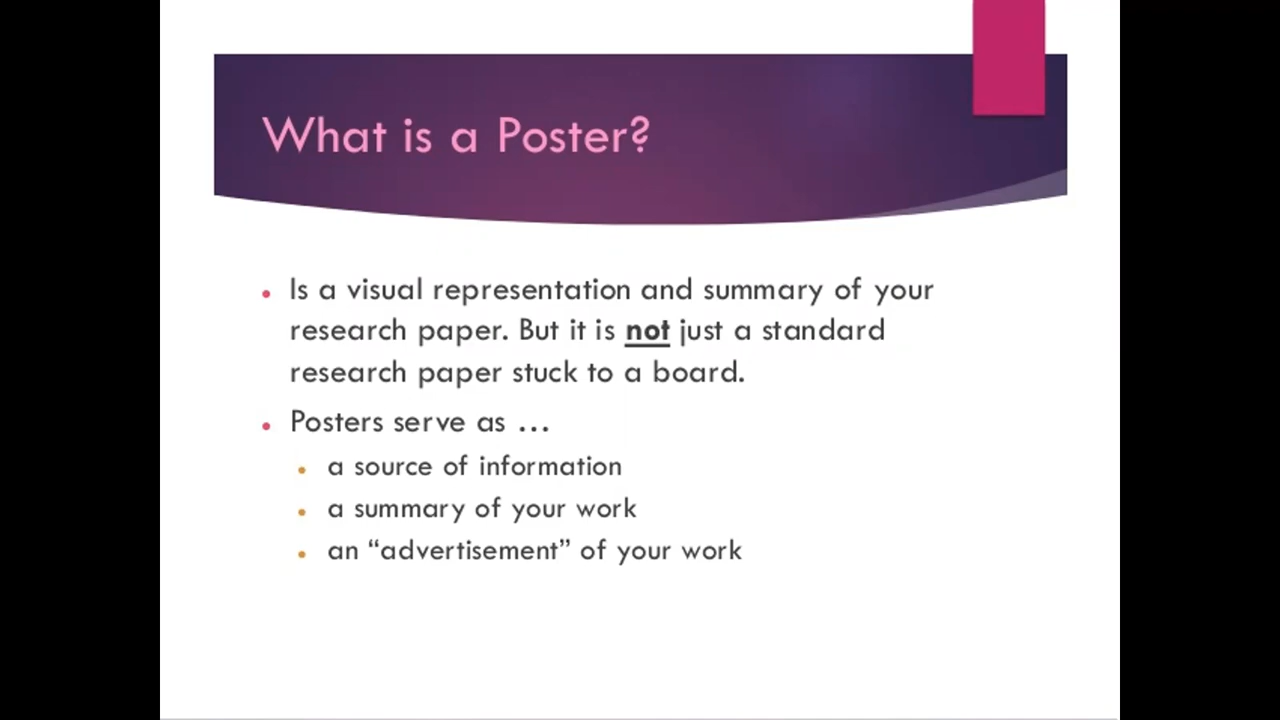 What is a Poster?
Is a visual representation and summary of your
research paper. But it is not just a standard
research paper stuck to a board.
Posters serve as …
a source of information
a summary of your work
an “advertisement” of your work